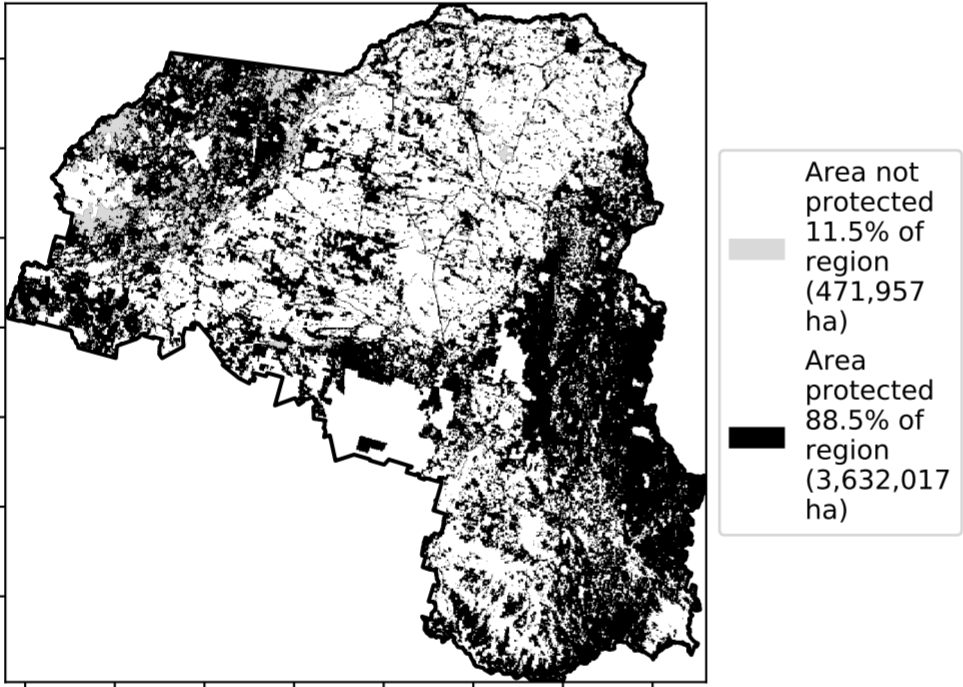 Area not
protected
11.5% of
region
(471,957
ha)
Area
protected
88.5% of
region
(3,632,017
ha)